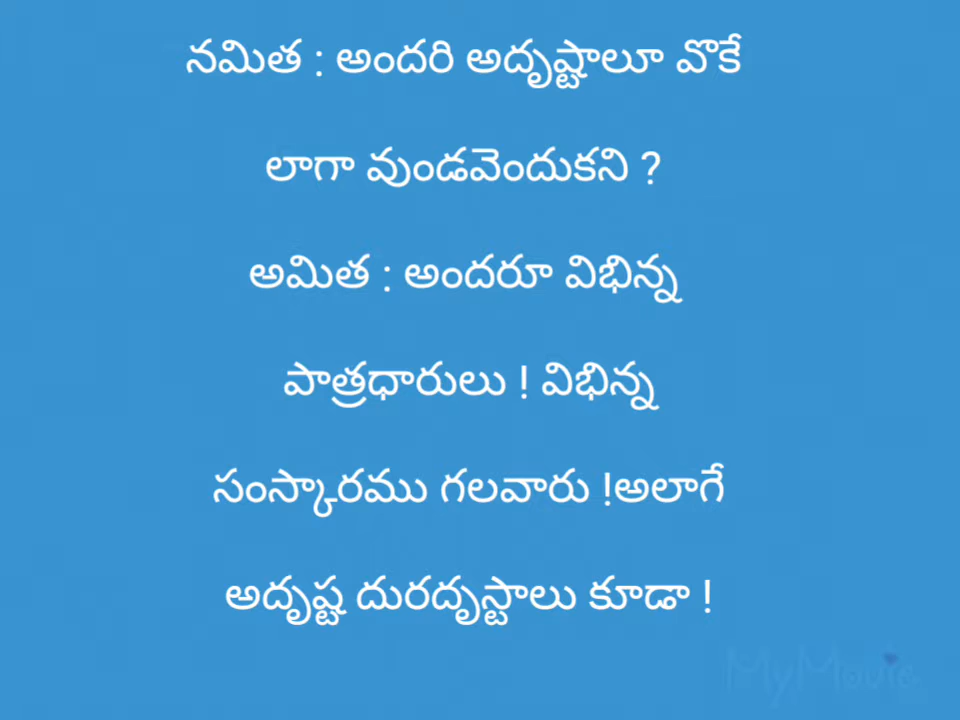 నమిత : అందరి అదృష్టాలూ వొకే
లాగా వుండవెందుకని ?
అమిత : అందరూ విభిన్న
పాత్రధారులు ! విభిన్న
సంస్కారము గలవారు !అలాగే
అదృష్ట దురదృస్టాలు కూడా !
MyMovie